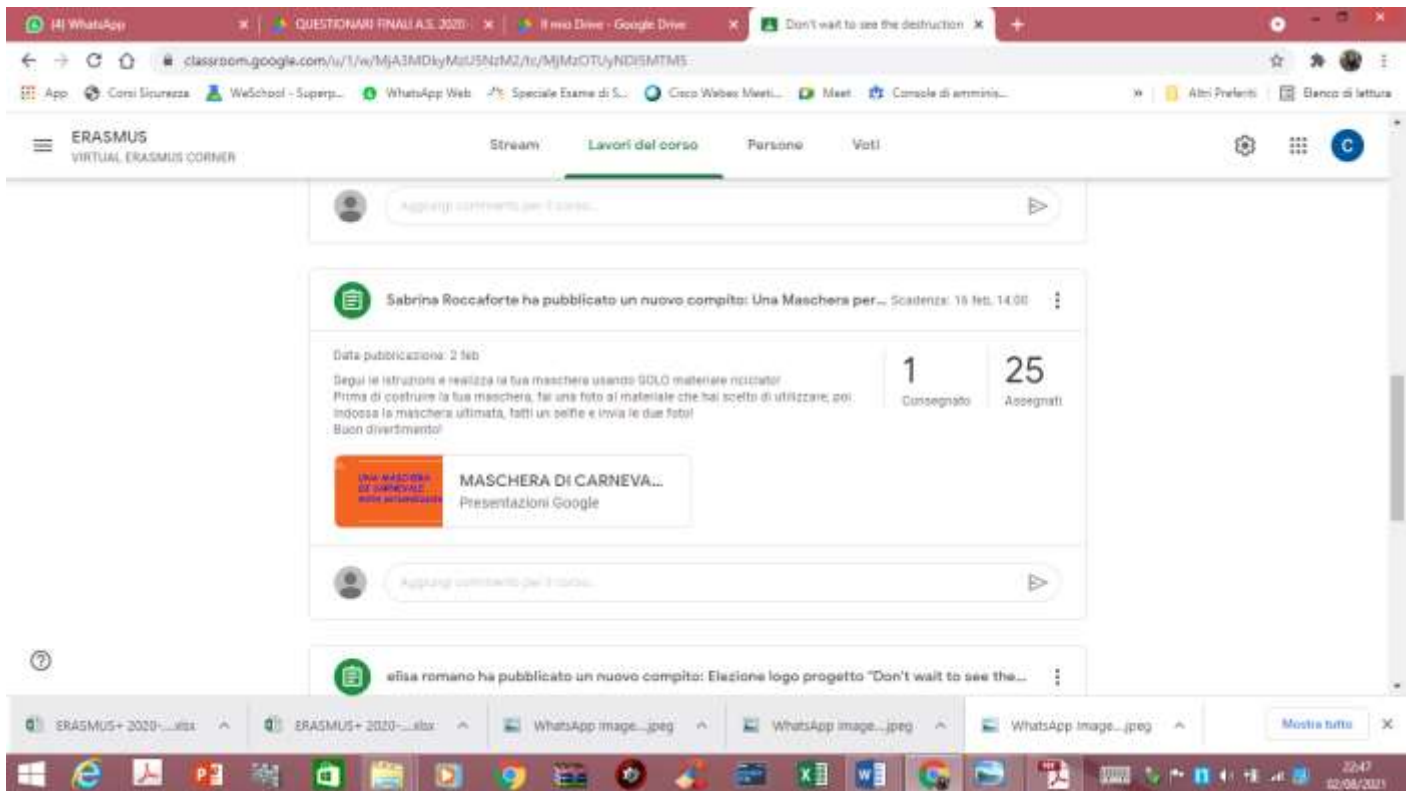 (4) WhatsApp
QUESTIONARI FINALI A.S. 2020
Il mio Drive - Google Drive
Don't wait to see the destruction
classroom.google.com/u/1/w/
App
Corsi Sicurezza
WeSchool - Superp...
WhatsApp Web
Speciale Esame di S...
Cisco Webex Meeti...
Meet
Console di amminis...
»
Altri Preferiti
Elenco di lettura
ERASMUS
VIRTUAL ERASMUS CORNER
Stream
Lavori del corso
Persone
Voti
C
Aggiungi commento per il corso...
Sabrina Roccaforte ha pubblicato un nuovo compito: Una Maschera per... Scadenza: 16 feb, 14:00
Data pubblicazione: 2 feb
Segui le istruzioni e realizza la tua maschera usando SOLO materiale riciclato!
Prima di costruire la tua maschera, fai una foto al materiale che hai scelto di utilizzare; poi
indossa la maschera ultimata, fatti un selfie e invia le due foto!
Buon divertimento!
1
Consegnato
25
Assegnati
UNA MASCHERA
DI CARNEVALE
MASCHERA DI CARNEVA...
Presentazioni Google
Aggiungi commento per il corso...
elisa romano ha pubblicato un nuovo compito: Elezione logo progetto "Don't wait to see the...
ERASMUS+ 2020-....xlsx
ERASMUS+ 2020-....xlsx
WhatsApp Image....jpeg
WhatsApp Image....jpeg
WhatsApp Image....jpeg
Mostra tutto
22:47
02/08/2021